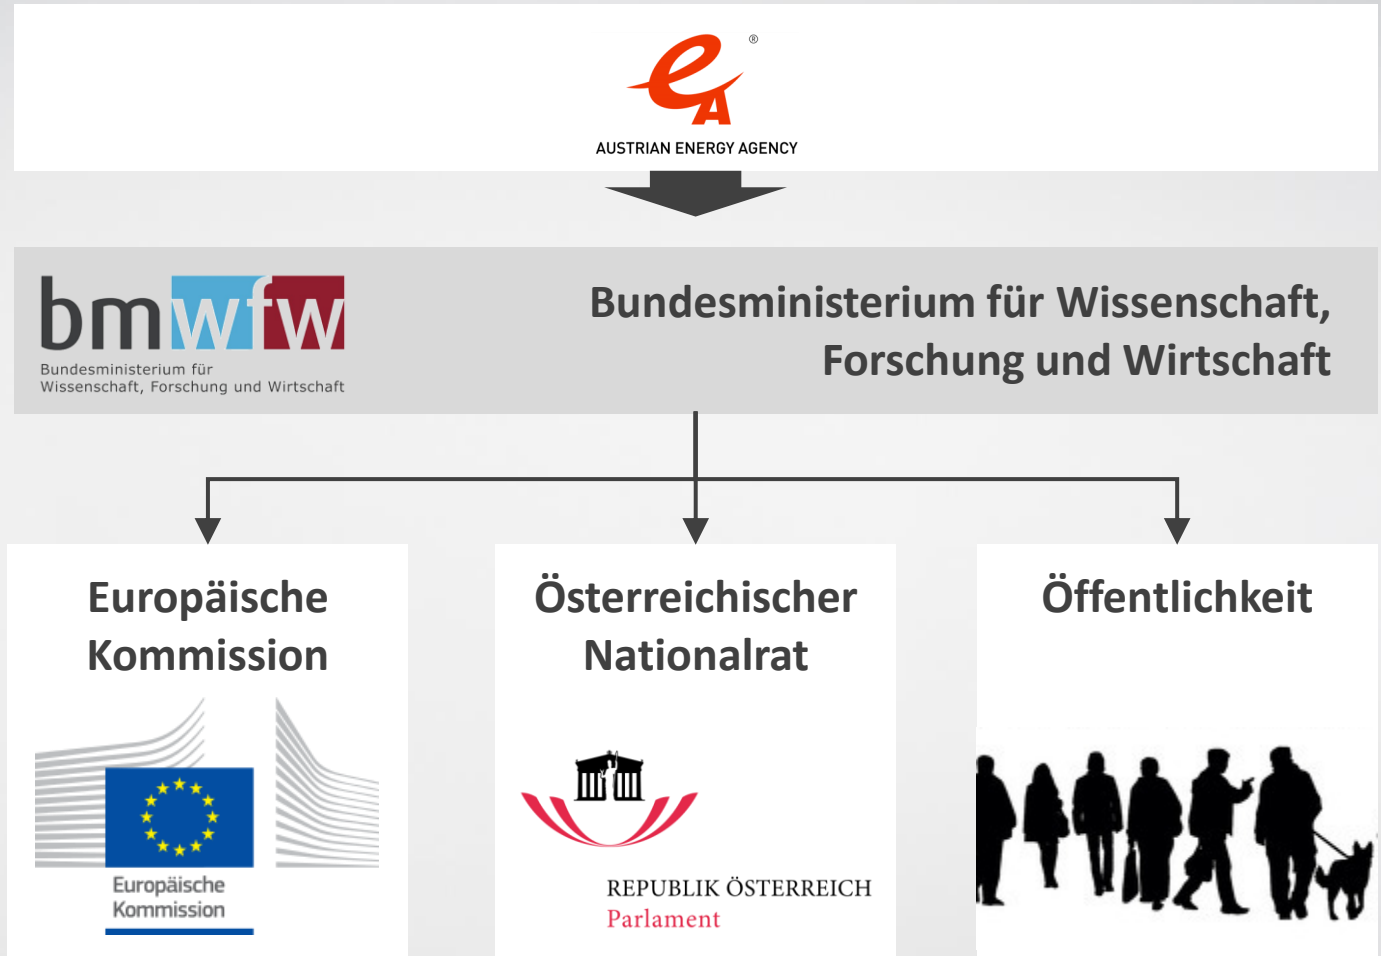 eA
®
AUSTRIAN ENERGY AGENCY
bmwfw
Bundesministerium für
Wissenschaft, Forschung und Wirtschaft
Bundesministerium für Wissenschaft,
Forschung und Wirtschaft
Europäische
Kommission
Europäische
Kommission
Österreichischer
Nationalrat
REPUBLIK ÖSTERREICH
Parlament
Öffentlichkeit